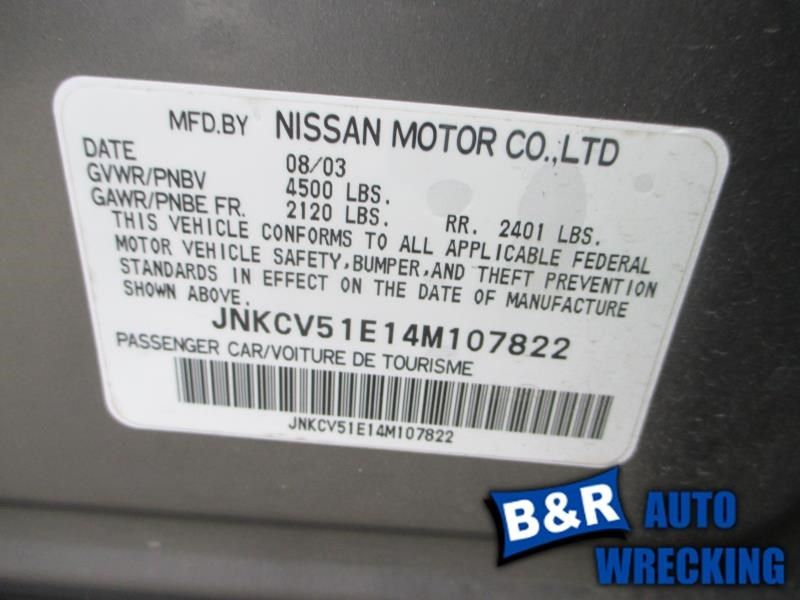 MFD.BY NISSAN MOTOR CO.,LTD
DATE 08/03
GVWR/PNBV 4500 LBS.
GAWR/PNBE FR. 2120 LBS. RR. 2401 LBS.
THIS VEHICLE CONFORMS TO ALL APPLICABLE FEDERAL
MOTOR VEHICLE SAFETY,BUMPER,AND THEFT PREVENTION
STANDARDS IN EFFECT ON THE DATE OF MANUFACTURE
SHOWN ABOVE.
JNKCV51E14M107822
PASSENGER CAR/VOITURE DE TOURISME
JNKCV51E14M107822
B&R AUTO
WRECKING